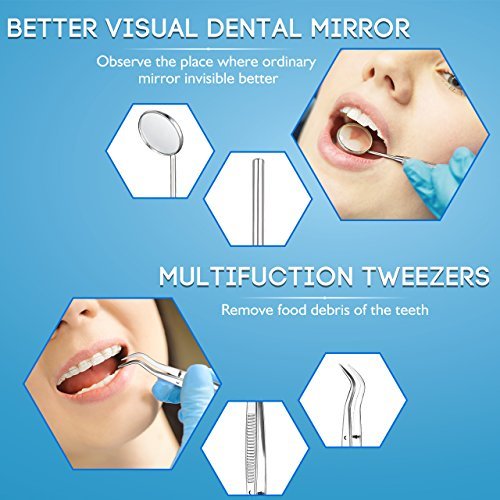 BETTER VISUAL DENTAL MIRROR
Observe the place where ordinary
mirror invisible better
MULTIFUCTION TWEEZERS
Remove food debris of the teeth